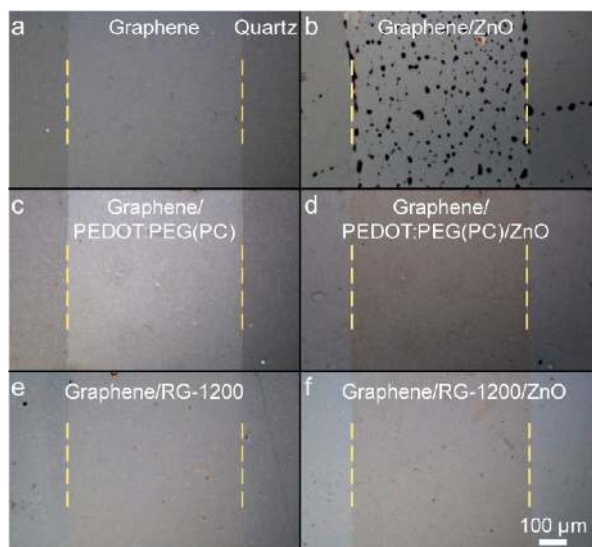 a Graphene Quartz
b Graphene/ZnO
c Graphene/
PEDOT:PEG(PC)
d Graphene/
PEDOT:PEG(PC)/ZnO
e Graphene/RG-1200
f Graphene/RG-1200/ZnO
100 µm